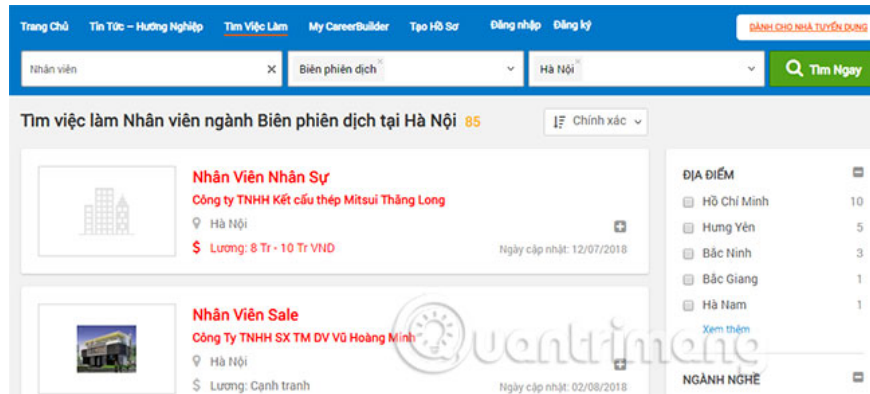 Trang Chủ Tin Tức – Hướng Nghiệp Tìm Việc Làm My CareerBuilder Tạo Hồ Sơ Đăng nhập Đăng ký DÀNH CHO NHÀ TUYỂN DỤNG
Nhân viên × Biên phiên dịch × Hà Nội × Tìm Ngay
Tìm việc làm Nhân viên ngành Biên phiên dịch tại Hà Nội 85 Chính xác
Nhân Viên Nhân Sự
Công ty TNHH Kết cấu thép Mitsui Thăng Long
Hà Nội
$ Lương: 8 Tr - 10 Tr VND Ngày cập nhật: 12/07/2018
Nhân Viên Sale
Công Ty TNHH SX TM DV Vũ Hoàng Minh
Hà Nội
$ Lương: Cạnh tranh Ngày cập nhật: 02/08/2018
ĐỊA ĐIỂM
Hồ Chí Minh 10
Hưng Yên 5
Bắc Ninh 3
Bắc Giang 1
Hà Nam 1
Xem thêm
NGÀNH NGHỀ
Quantrimang